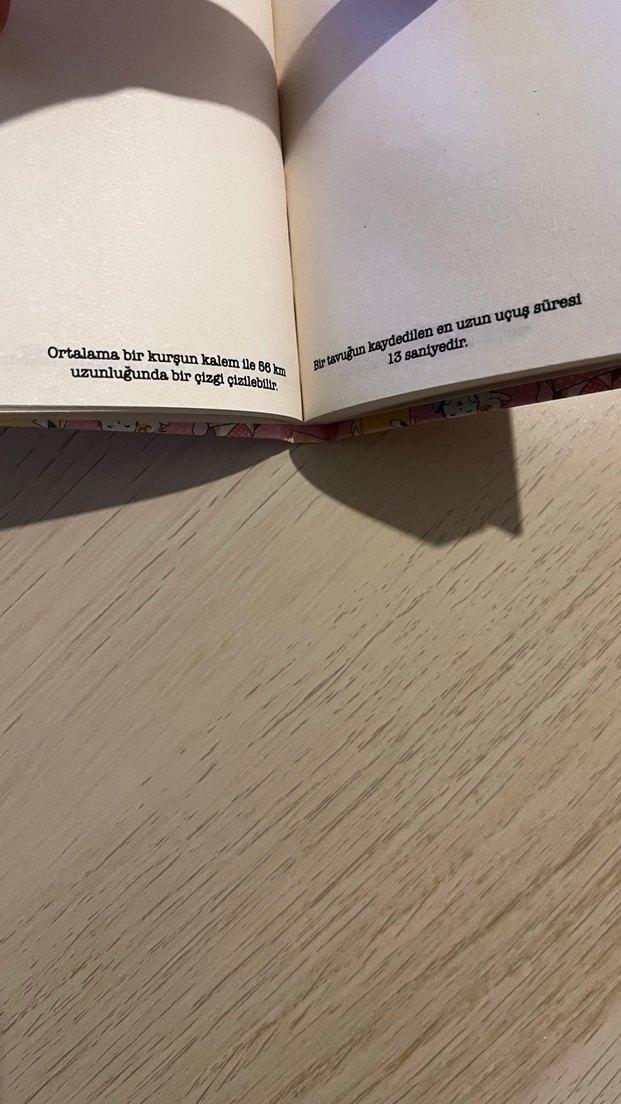 Ortalama bir kurşun kalem ile 56 km
uzunluğunda bir çizgi çizilebilir.
Bir tavuğun kaydedilen en uzun uçuş süresi
13 saniyedir.